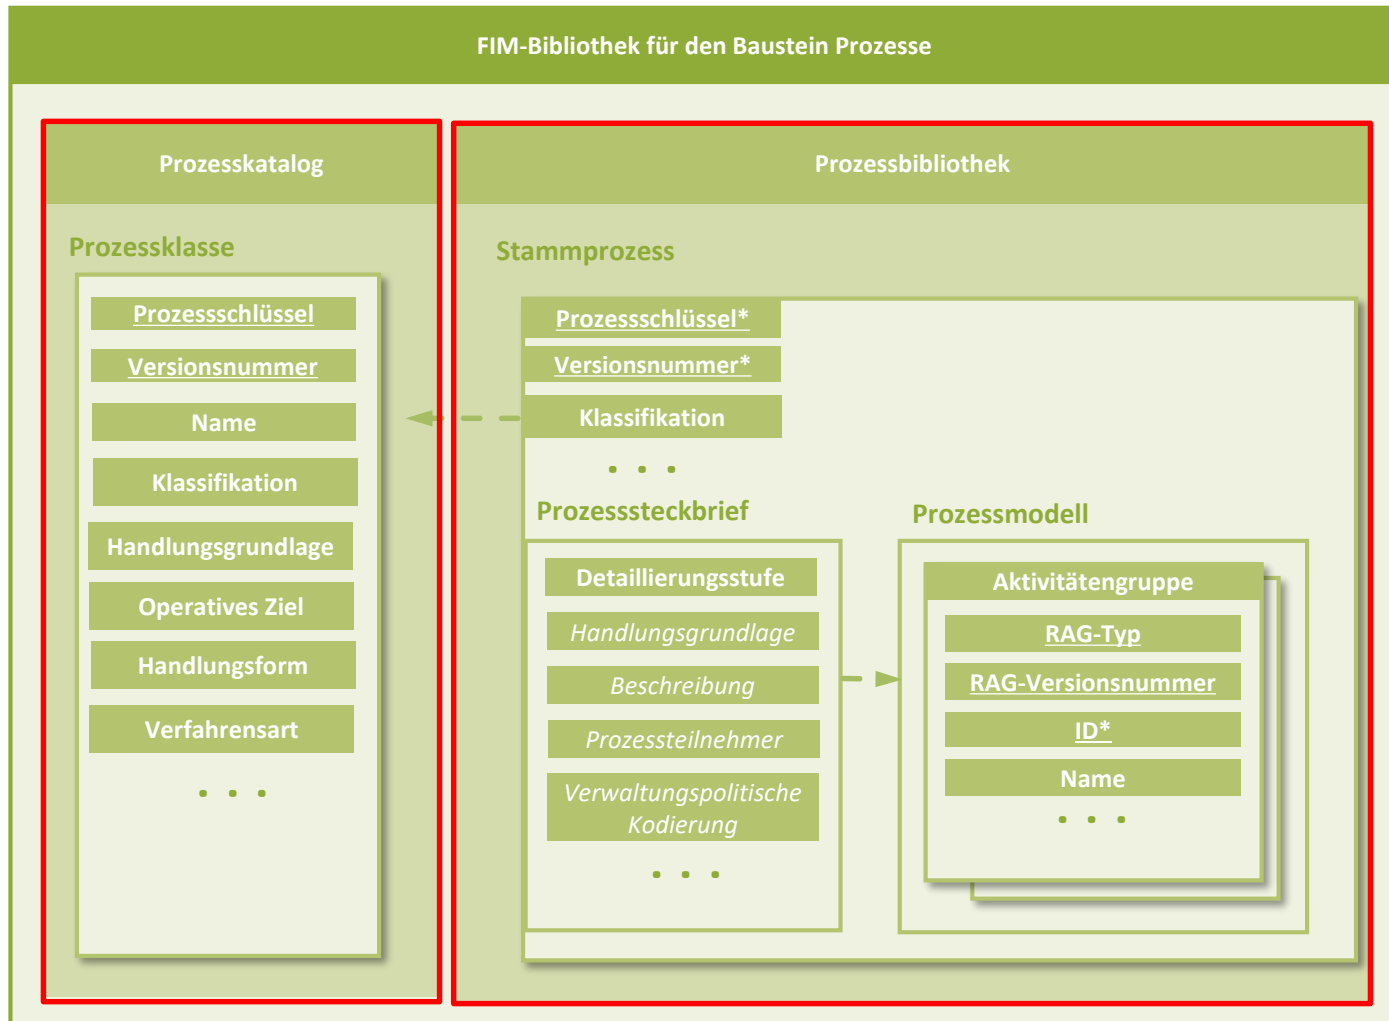 FIM-Bibliothek für den Baustein Prozesse
Prozesskatalog
Prozessklasse
Prozessschlüssel
Versionsnummer
Name
Klassifikation
Handlungsgrundlage
Operatives Ziel
Handlungsform
Verfahrensart
. . .
Prozessbibliothek
Stammprozess
Prozessschlüssel*
Versionsnummer*
Klassifikation
. . .
Prozesssteckbrief
Detaillierungsstufe
Handlungsgrundlage
Beschreibung
Prozessteilnehmer
Verwaltungspolitische
Kodierung
. . .
Prozessmodell
Aktivitätengruppe
RAG-Typ
RAG-Versionsnummer
ID*
Name
. . .